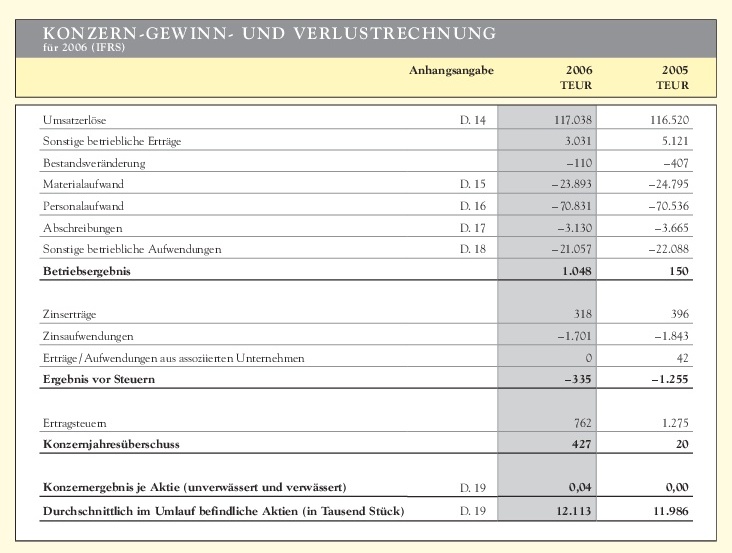 KONZERN-GEWINN- UND VERLUSTRECHNUNG
für 2006 (IFRS)
Anhangsangabe 2006 2005
TEUR TEUR
Umsatzerlöse D. 14 117.038 116.520
Sonstige betriebliche Erträge 3.031 5.121
Bestandsveränderung –110 –407
Materialaufwand D. 15 –23.893 –24.795
Personalaufwand D. 16 –70.831 –70.536
Abschreibungen D. 17 –3.130 –3.665
Sonstige betriebliche Aufwendungen D. 18 –21.057 –22.088
Betriebsergebnis 1.048 150
Zinserträge 318 396
Zinsaufwendungen –1.701 –1.843
Erträge/Aufwendungen aus assoziierten Unternehmen 0 42
Ergebnis vor Steuern –335 –1.255
Ertragsteuern 762 1.275
Konzernjahresüberschuss 427 20
Konzernergebnis je Aktie (unverwässert und verwässert) D. 19 0,04 0,00
Durchschnittlich im Umlauf befindliche Aktien (in Tausend Stück) D. 19 12.113 11.986